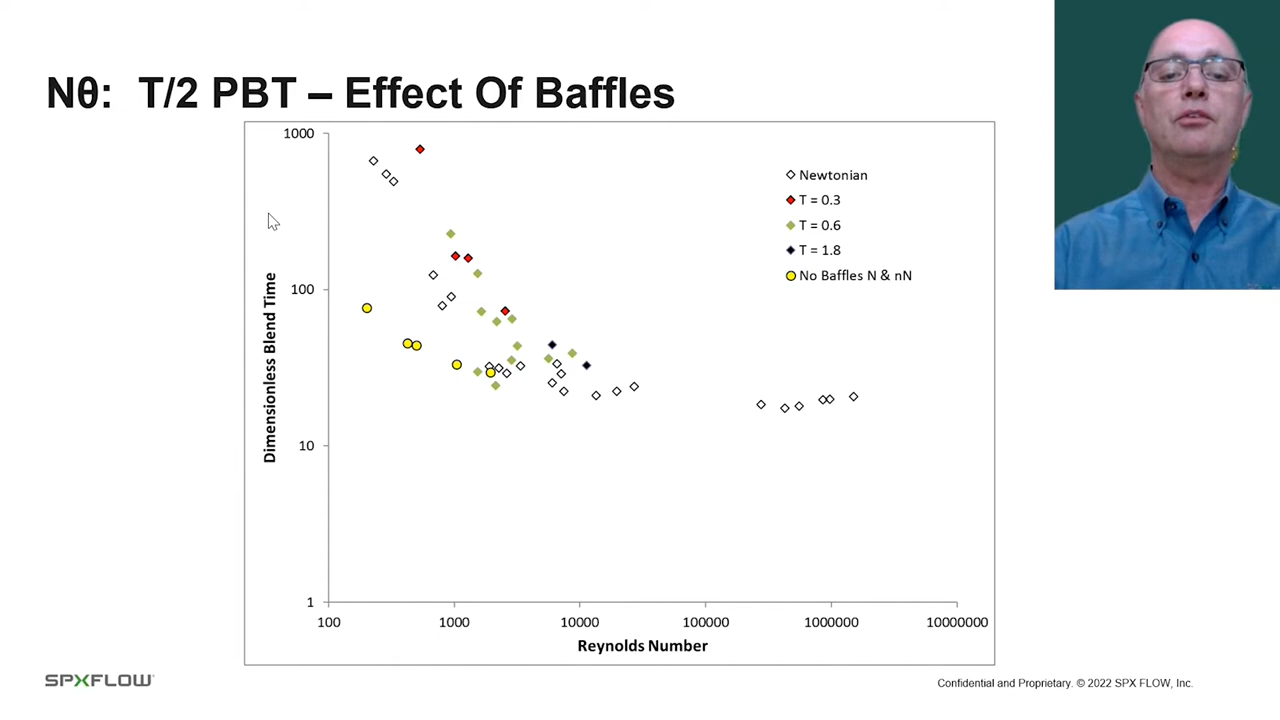 Nθ: T/2 PBT – Effect Of Baffles
1000
100
10
1
Dimensionless Blend Time
Newtonian
T = 0.3
T = 0.6
T = 1.8
No Baffles N & nN
100
1000
10000
100000
1000000
10000000
Reynolds Number
SPXFLOW
Confidential and Proprietary. © 2022 SPX FLOW, Inc.